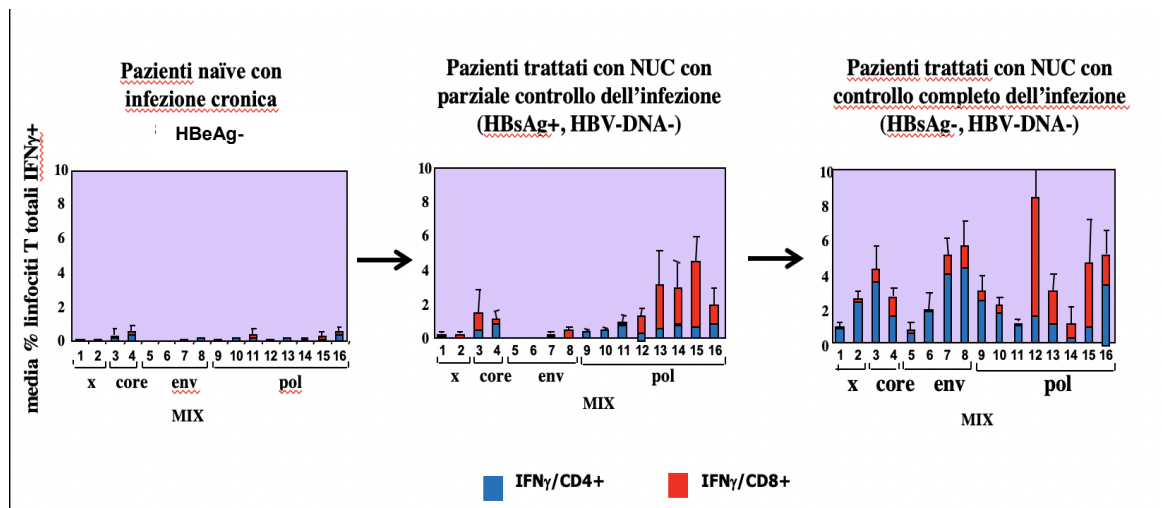 Pazienti naïve con
infezione cronica
HBeAg-
Pazienti trattati con NUC con
parziale controllo dell'infezione
(HBsAg+, HBV-DNA-)
Pazienti trattati con NUC con
controllo completo dell'infezione
(HBsAg-, HBV-DNA-)
media % linfociti T totali IFNγ+
10
8
6
4
2
0
1 2 3 4 5 6 7 8 9 10 11 12 13 14 15 16
x core env pol
MIX
10
8
6
4
2
0
1 2 3 4 5 6 7 8 9 10 11 12 13 14 15 16
x core env pol
MIX
10
8
6
4
2
0
1 2 3 4 5 6 7 8 9 10 11 12 13 14 15 16
x core env pol
MIX
IFNγ/CD4+ IFNγ/CD8+